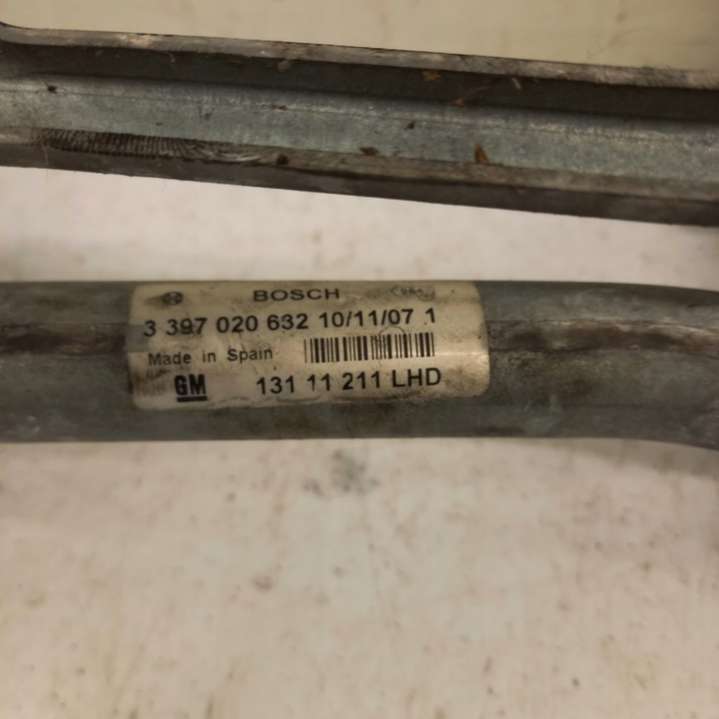 BOSCH
3 397 020 632 10/11/07 1
Made in Spain
GM 131 11 211 LHD